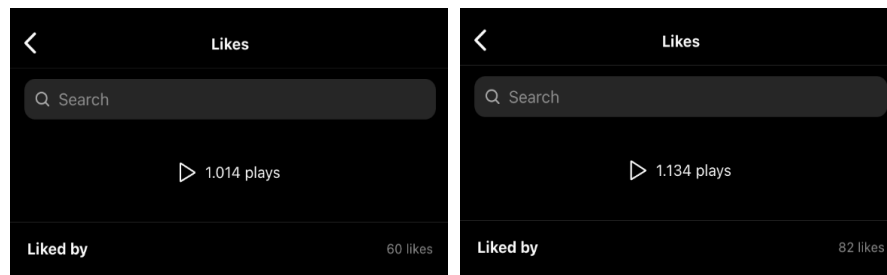 Likes
Search
1.014 plays
Liked by 60 likes
Likes
Search
1.134 plays
Liked by 82 likes